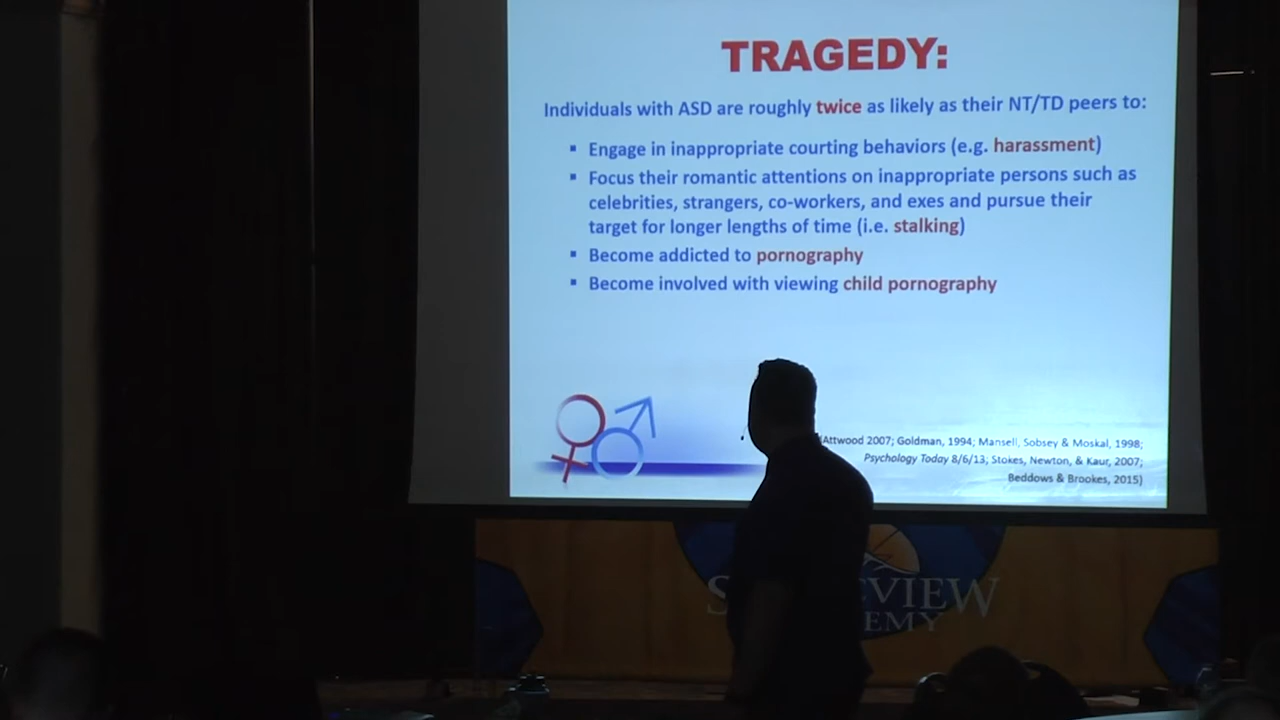 TRAGEDY:
Individuals with ASD are roughly twice as likely as their NT/TD peers to:
▪ Engage in inappropriate courting behaviors (e.g. harassment)
▪ Focus their romantic attentions on inappropriate persons such as
celebrities, strangers, co-workers, and exes and pursue their
target for longer lengths of time (i.e. stalking)
▪ Become addicted to pornography
▪ Become involved with viewing child pornography
(Attwood 2007; Goldman, 1994; Mansell, Sobsey & Moskal, 1998;
Psychology Today 8/6/13; Stokes, Newton, & Kaur, 2007;
Beddows & Brookes, 2015)
VIEW
EMY